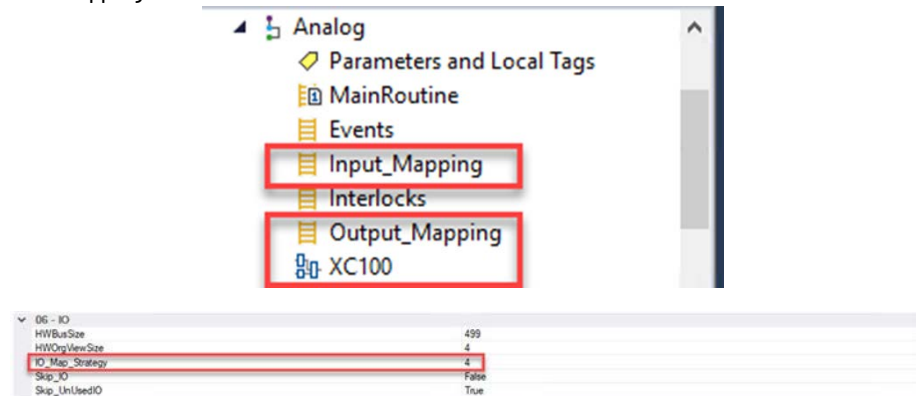 Analog
Parameters and Local Tags
MainRoutine
Events
Input_Mapping
Interlocks
Output_Mapping
XC100
06 - IO
HWBusSize 499
HWOrgViewSize 4
IO_Map_Strategy 4
Skip_IO False
Skip_UnUsedIO True